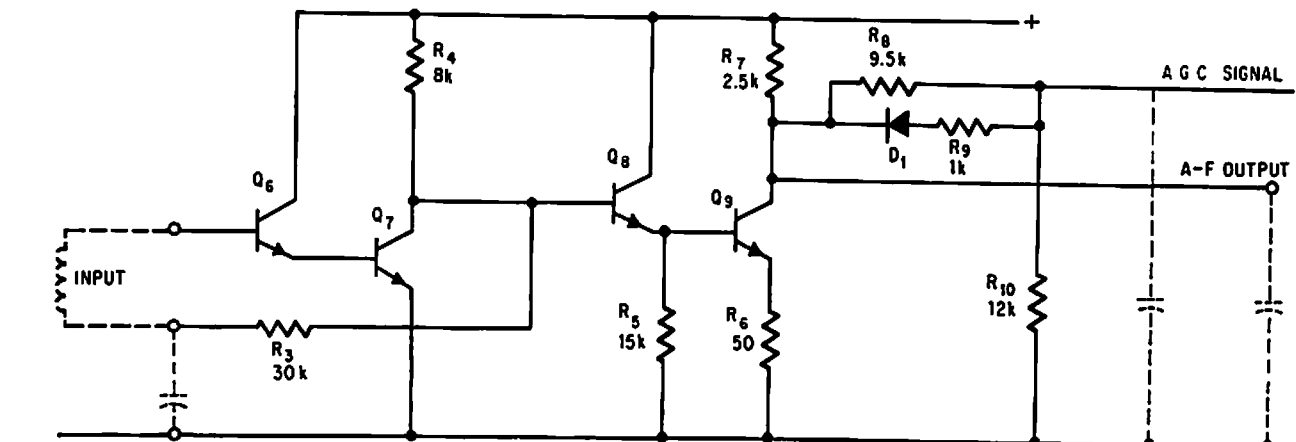 +
R8
9.5k
R4
8k
R7
2.5k
AGC SIGNAL
D1
R9
1k
Q8
A-F OUTPUT
Q6
Q9
Q7
INPUT
R10
12k
R5
15k
R6
50
R3
30k